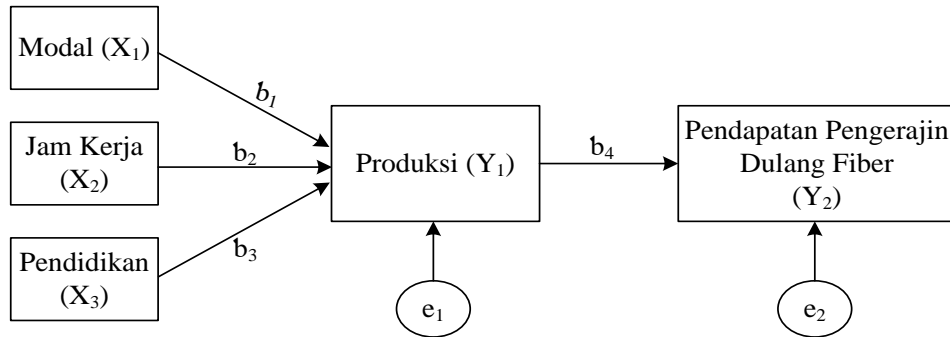 Modal (X₁)
b₁
Jam Kerja
(X₂)
b₂
Pendidikan
(X₃)
b₃
Produksi (Y₁)
b₄
Pendapatan Pengerajin
Dulang Fiber
(Y₂)
e₁
e₂